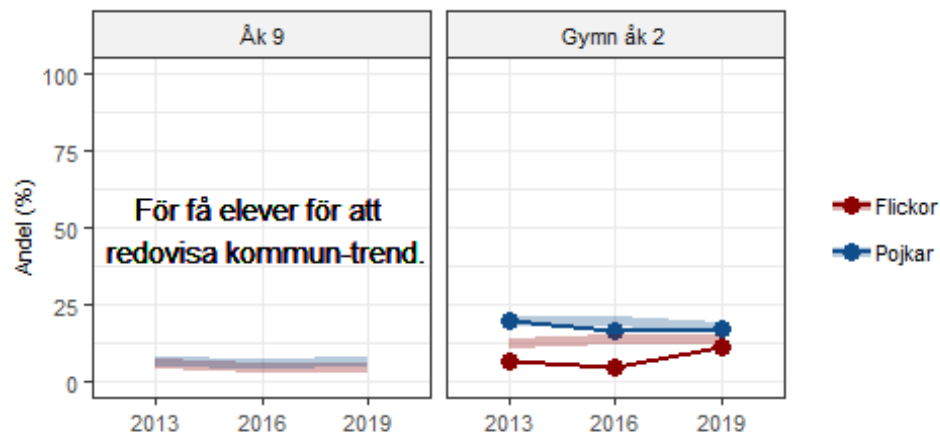 Åk 9
Gymn åk 2
Andel (%)
100
75
50
25
0
För få elever för att
redovisa kommun-trend.
2013 2016 2019
2013 2016 2019
Flickor
Pojkar